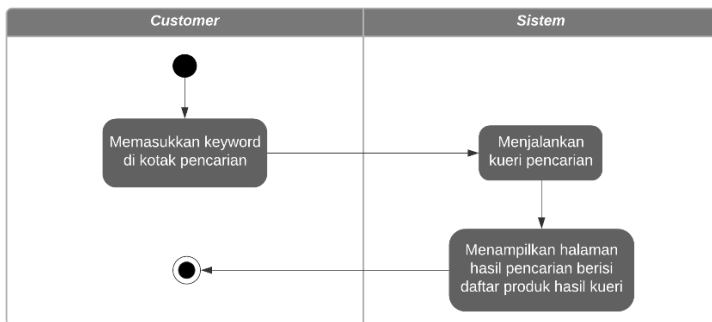 Customer
Sistem
Memasukkan keyword
di kotak pencarian
Menjalankan
kueri pencarian
Menampilkan halaman
hasil pencarian berisi
daftar produk hasil kueri